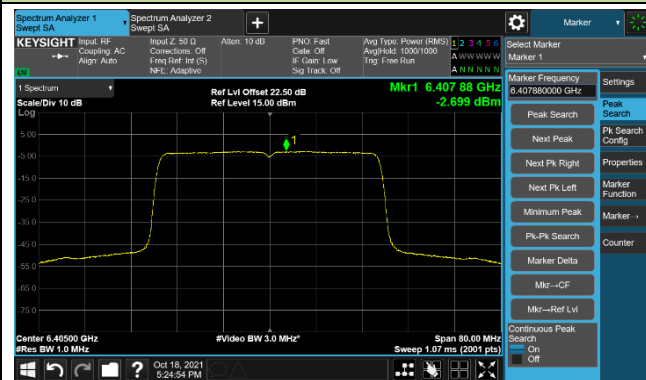 Spectrum Analyzer 1
Swept SA
Spectrum Analyzer 2
Swept SA
Marker
KEYSIGHT
Input: RF
Coupling: AC
Align: Auto
Input Z: 50 Ω
Corrections: Off
Freq Ref: Int (S)
NFE: Adaptive
Atten: 10 dB
PNO: Fast
Gate: Off
IF Gain: Low
Sig Track: Off
Avg Type: Power (RMS)
Avg|Hold: 1000/1000
Trig: Free Run
1 2 3 4 5 6
A W W W W W
A N N N N N
LXI
Select Marker
Marker 1
1 Spectrum
Scale/Div 10 dB
Log
Ref Lvl Offset 22.50 dB
Ref Level 15.00 dBm
Mkr1 6.407 88 GHz
-2.699 dBm
1
5.00
-5.00
-15.0
-25.0
-35.0
-45.0
-55.0
-65.0
-75.0
Center 6.40500 GHz
#Res BW 1.0 MHz
#Video BW 3.0 MHz*
Span 80.00 MHz
Sweep 1.07 ms (2001 pts)
Marker Frequency
6.407880000 GHz
Peak Search
Next Peak
Next Pk Right
Next Pk Left
Minimum Peak
Pk-Pk Search
Marker Delta
Mkr→CF
Mkr→Ref Lvl
Continuous Peak
Search
On
Off
Settings
Peak
Search
Pk Search
Config
Properties
Marker
Function
Marker→
Counter
Oct 18, 2021
5:24:54 PM